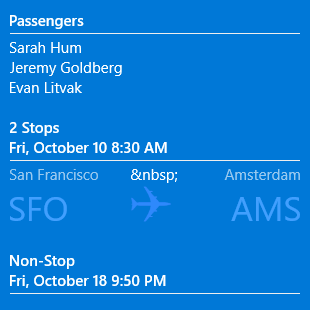 Passengers
Sarah Hum
Jeremy Goldberg
Evan Litvak
2 Stops
Fri, October 10 8:30 AM
San Francisco &nbsp; Amsterdam
SFO AMS
Non-Stop
Fri, October 18 9:50 PM